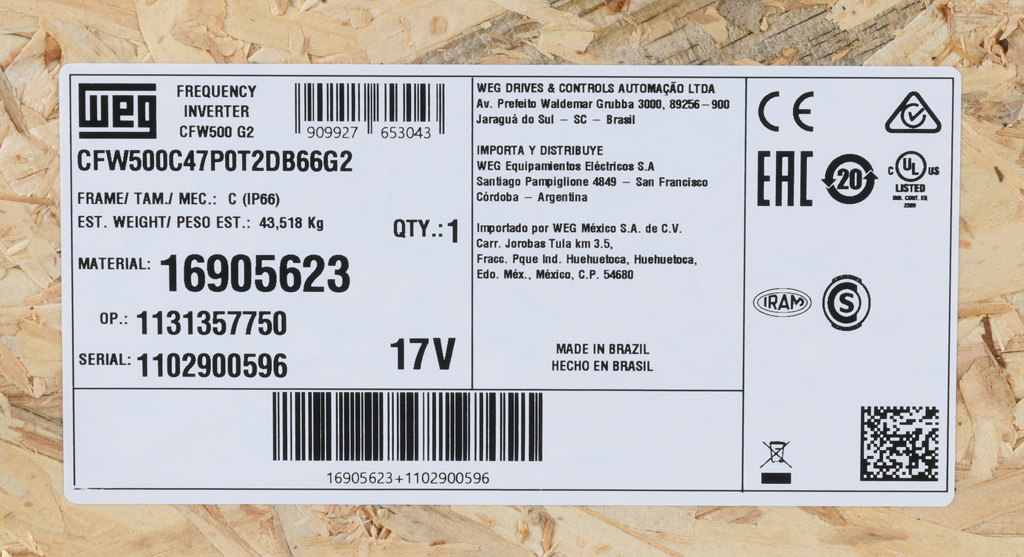 WEG
FREQUENCY
INVERTER
CFW500 G2
909927 653043
CFW500C47P0T2DB66G2
FRAME/ TAM./ MEC.: C (IP66)
EST. WEIGHT/ PESO EST.: 43,518 Kg
QTY.: 1
MATERIAL: 16905623
OP.: 1131357750
SERIAL: 1102900596
17V
WEG DRIVES & CONTROLS AUTOMAÇÃO LTDA
Av. Prefeito Waldemar Grubba 3000, 89256-900
Jaraguá do Sul - SC - Brasil
IMPORTA Y DISTRIBUYE
WEG Equipamientos Eléctricos S.A
Santiago Pampiglione 4849 - San Francisco
Córdoba - Argentina
Importado por WEG México S.A. de C.V.
Carr. Jorobas Tula km 3.5,
Fracc. Pque Ind. Huehuetoca, Huehuetoca,
Edo. Méx., México, C.P. 54680
MADE IN BRAZIL
HECHO EN BRASIL
CE
EAC
20
C UL US
LISTED
IND. CONT. EQ.
IRAM
S
16905623+1102900596